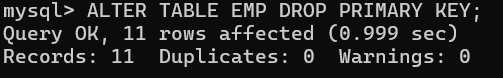 mysql> ALTER TABLE EMP DROP PRIMARY KEY;
Query OK, 11 rows affected (0.999 sec)
Records: 11  Duplicates: 0  Warnings: 0